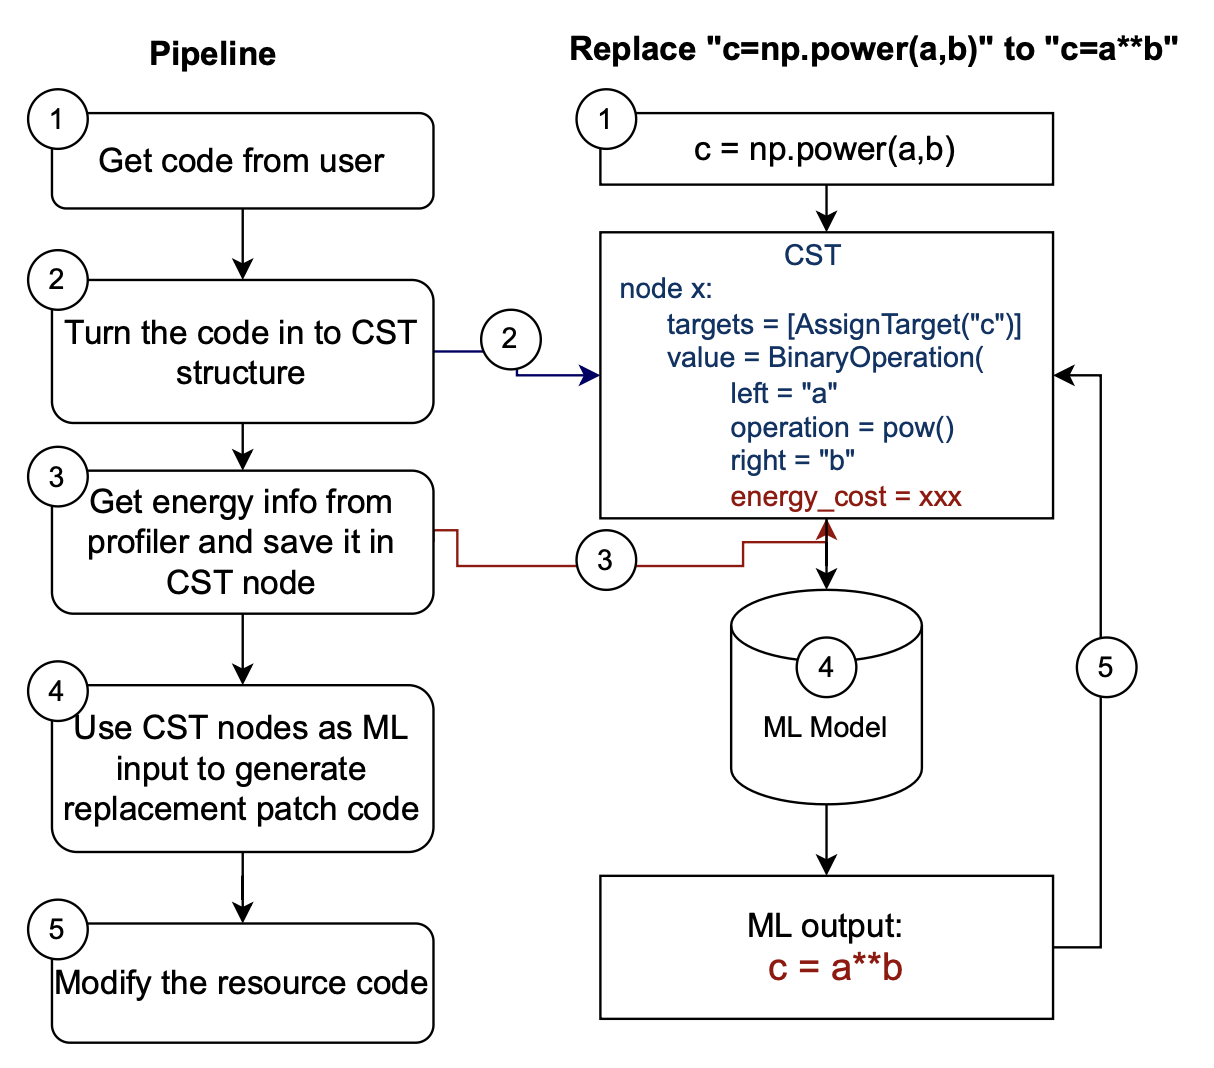 Pipeline
1
Get code from user
2
Turn the code in to CST
structure
3
Get energy info from
profiler and save it in
CST node
4
Use CST nodes as ML
input to generate
replacement patch code
5
Modify the resource code
Replace "c=np.power(a,b)" to "c=a**b"
1
c = np.power(a,b)
2
CST
node x:
targets = [AssignTarget("c")]
value = BinaryOperation(
left = "a"
operation = pow()
right = "b"
energy_cost = xxx
3
4
ML Model
5
ML output:
c = a**b